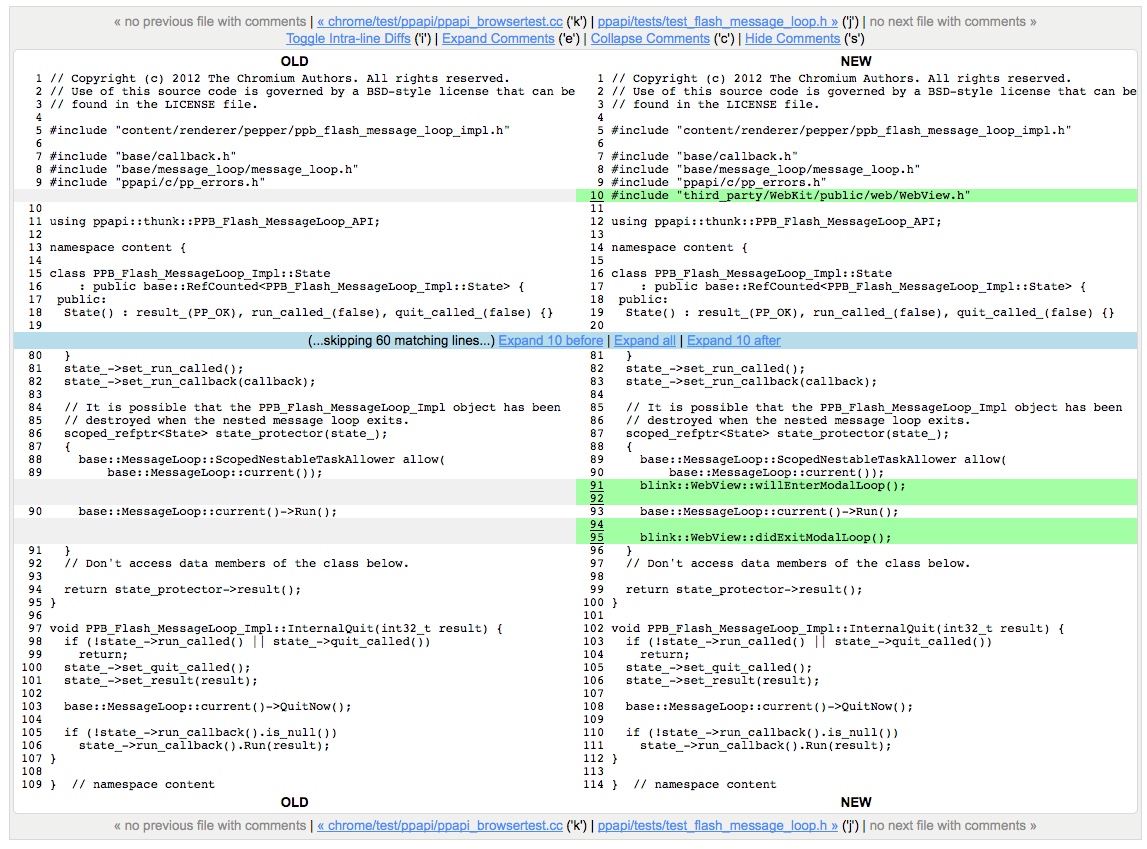 « no previous file with comments | « chrome/test/ppapi/ppapi_browsertest.cc ('k') | ppapi/tests/test_flash_message_loop.h » ('j') | no next file with comments »
Toggle Intra-line Diffs ('i') | Expand Comments ('e') | Collapse Comments ('c') | Hide Comments ('s')
OLD NEW
1 // Copyright (c) 2012 The Chromium Authors. All rights reserved. 1 // Copyright (c) 2012 The Chromium Authors. All rights reserved.
2 // Use of this source code is governed by a BSD-style license that can be 2 // Use of this source code is governed by a BSD-style license that can be
3 // found in the LICENSE file. 3 // found in the LICENSE file.
4 4
5 #include "content/renderer/pepper/ppb_flash_message_loop_impl.h" 5 #include "content/renderer/pepper/ppb_flash_message_loop_impl.h"
6 6
7 #include "base/callback.h" 7 #include "base/callback.h"
8 #include "base/message_loop/message_loop.h" 8 #include "base/message_loop/message_loop.h"
9 #include "ppapi/c/pp_errors.h" 9 #include "ppapi/c/pp_errors.h"
10 #include "third_party/WebKit/public/web/WebView.h"
10 11
11 using ppapi::thunk::PPB_Flash_MessageLoop_API; 12 using ppapi::thunk::PPB_Flash_MessageLoop_API;
12 13
13 namespace content { 14 namespace content {
14 15
15 class PPB_Flash_MessageLoop_Impl::State 16 class PPB_Flash_MessageLoop_Impl::State
16 : public base::RefCounted<PPB_Flash_MessageLoop_Impl::State> { 17 : public base::RefCounted<PPB_Flash_MessageLoop_Impl::State> {
17 public: 18 public:
18 State() : result_(PP_OK), run_called_(false), quit_called_(false) {} 19 State() : result_(PP_OK), run_called_(false), quit_called_(false) {}
19 20
(...skipping 60 matching lines...) Expand 10 before | Expand all | Expand 10 after
80 } 81 }
81 state_->set_run_called(); 82 state_->set_run_called();
82 state_->set_run_callback(callback); 83 state_->set_run_callback(callback);
83 84
84 // It is possible that the PPB_Flash_MessageLoop_Impl object has been 85 // It is possible that the PPB_Flash_MessageLoop_Impl object has been
85 // destroyed when the nested message loop exits. 86 // destroyed when the nested message loop exits.
86 scoped_refptr<State> state_protector(state_); 87 scoped_refptr<State> state_protector(state_);
87 { 88 {
88 base::MessageLoop::ScopedNestableTaskAllower allow( 89 base::MessageLoop::ScopedNestableTaskAllower allow(
89 base::MessageLoop::current()); 90 base::MessageLoop::current());
91 blink::WebView::willEnterModalLoop();
92
90 base::MessageLoop::current()->Run(); 93 base::MessageLoop::current()->Run();
94
95 blink::WebView::didExitModalLoop();
91 } 96 }
92 // Don't access data members of the class below. 97 // Don't access data members of the class below.
93 98
94 return state_protector->result(); 99 return state_protector->result();
95 } 100 }
96 101
97 void PPB_Flash_MessageLoop_Impl::InternalQuit(int32_t result) { 102 void PPB_Flash_MessageLoop_Impl::InternalQuit(int32_t result) {
98 if (!state_->run_called() || state_->quit_called()) 103 if (!state_->run_called() || state_->quit_called())
99 return; 104 return;
100 state_->set_quit_called(); 105 state_->set_quit_called();
101 state_->set_result(result); 106 state_->set_result(result);
102 107
103 base::MessageLoop::current()->QuitNow(); 108 base::MessageLoop::current()->QuitNow();
104 109
105 if (!state_->run_callback().is_null()) 110 if (!state_->run_callback().is_null())
106 state_->run_callback().Run(result); 111 state_->run_callback().Run(result);
107 } 112 }
108 113
109 } // namespace content 114 } // namespace content
OLD NEW
« no previous file with comments | « chrome/test/ppapi/ppapi_browsertest.cc ('k') | ppapi/tests/test_flash_message_loop.h » ('j') | no next file with comments »